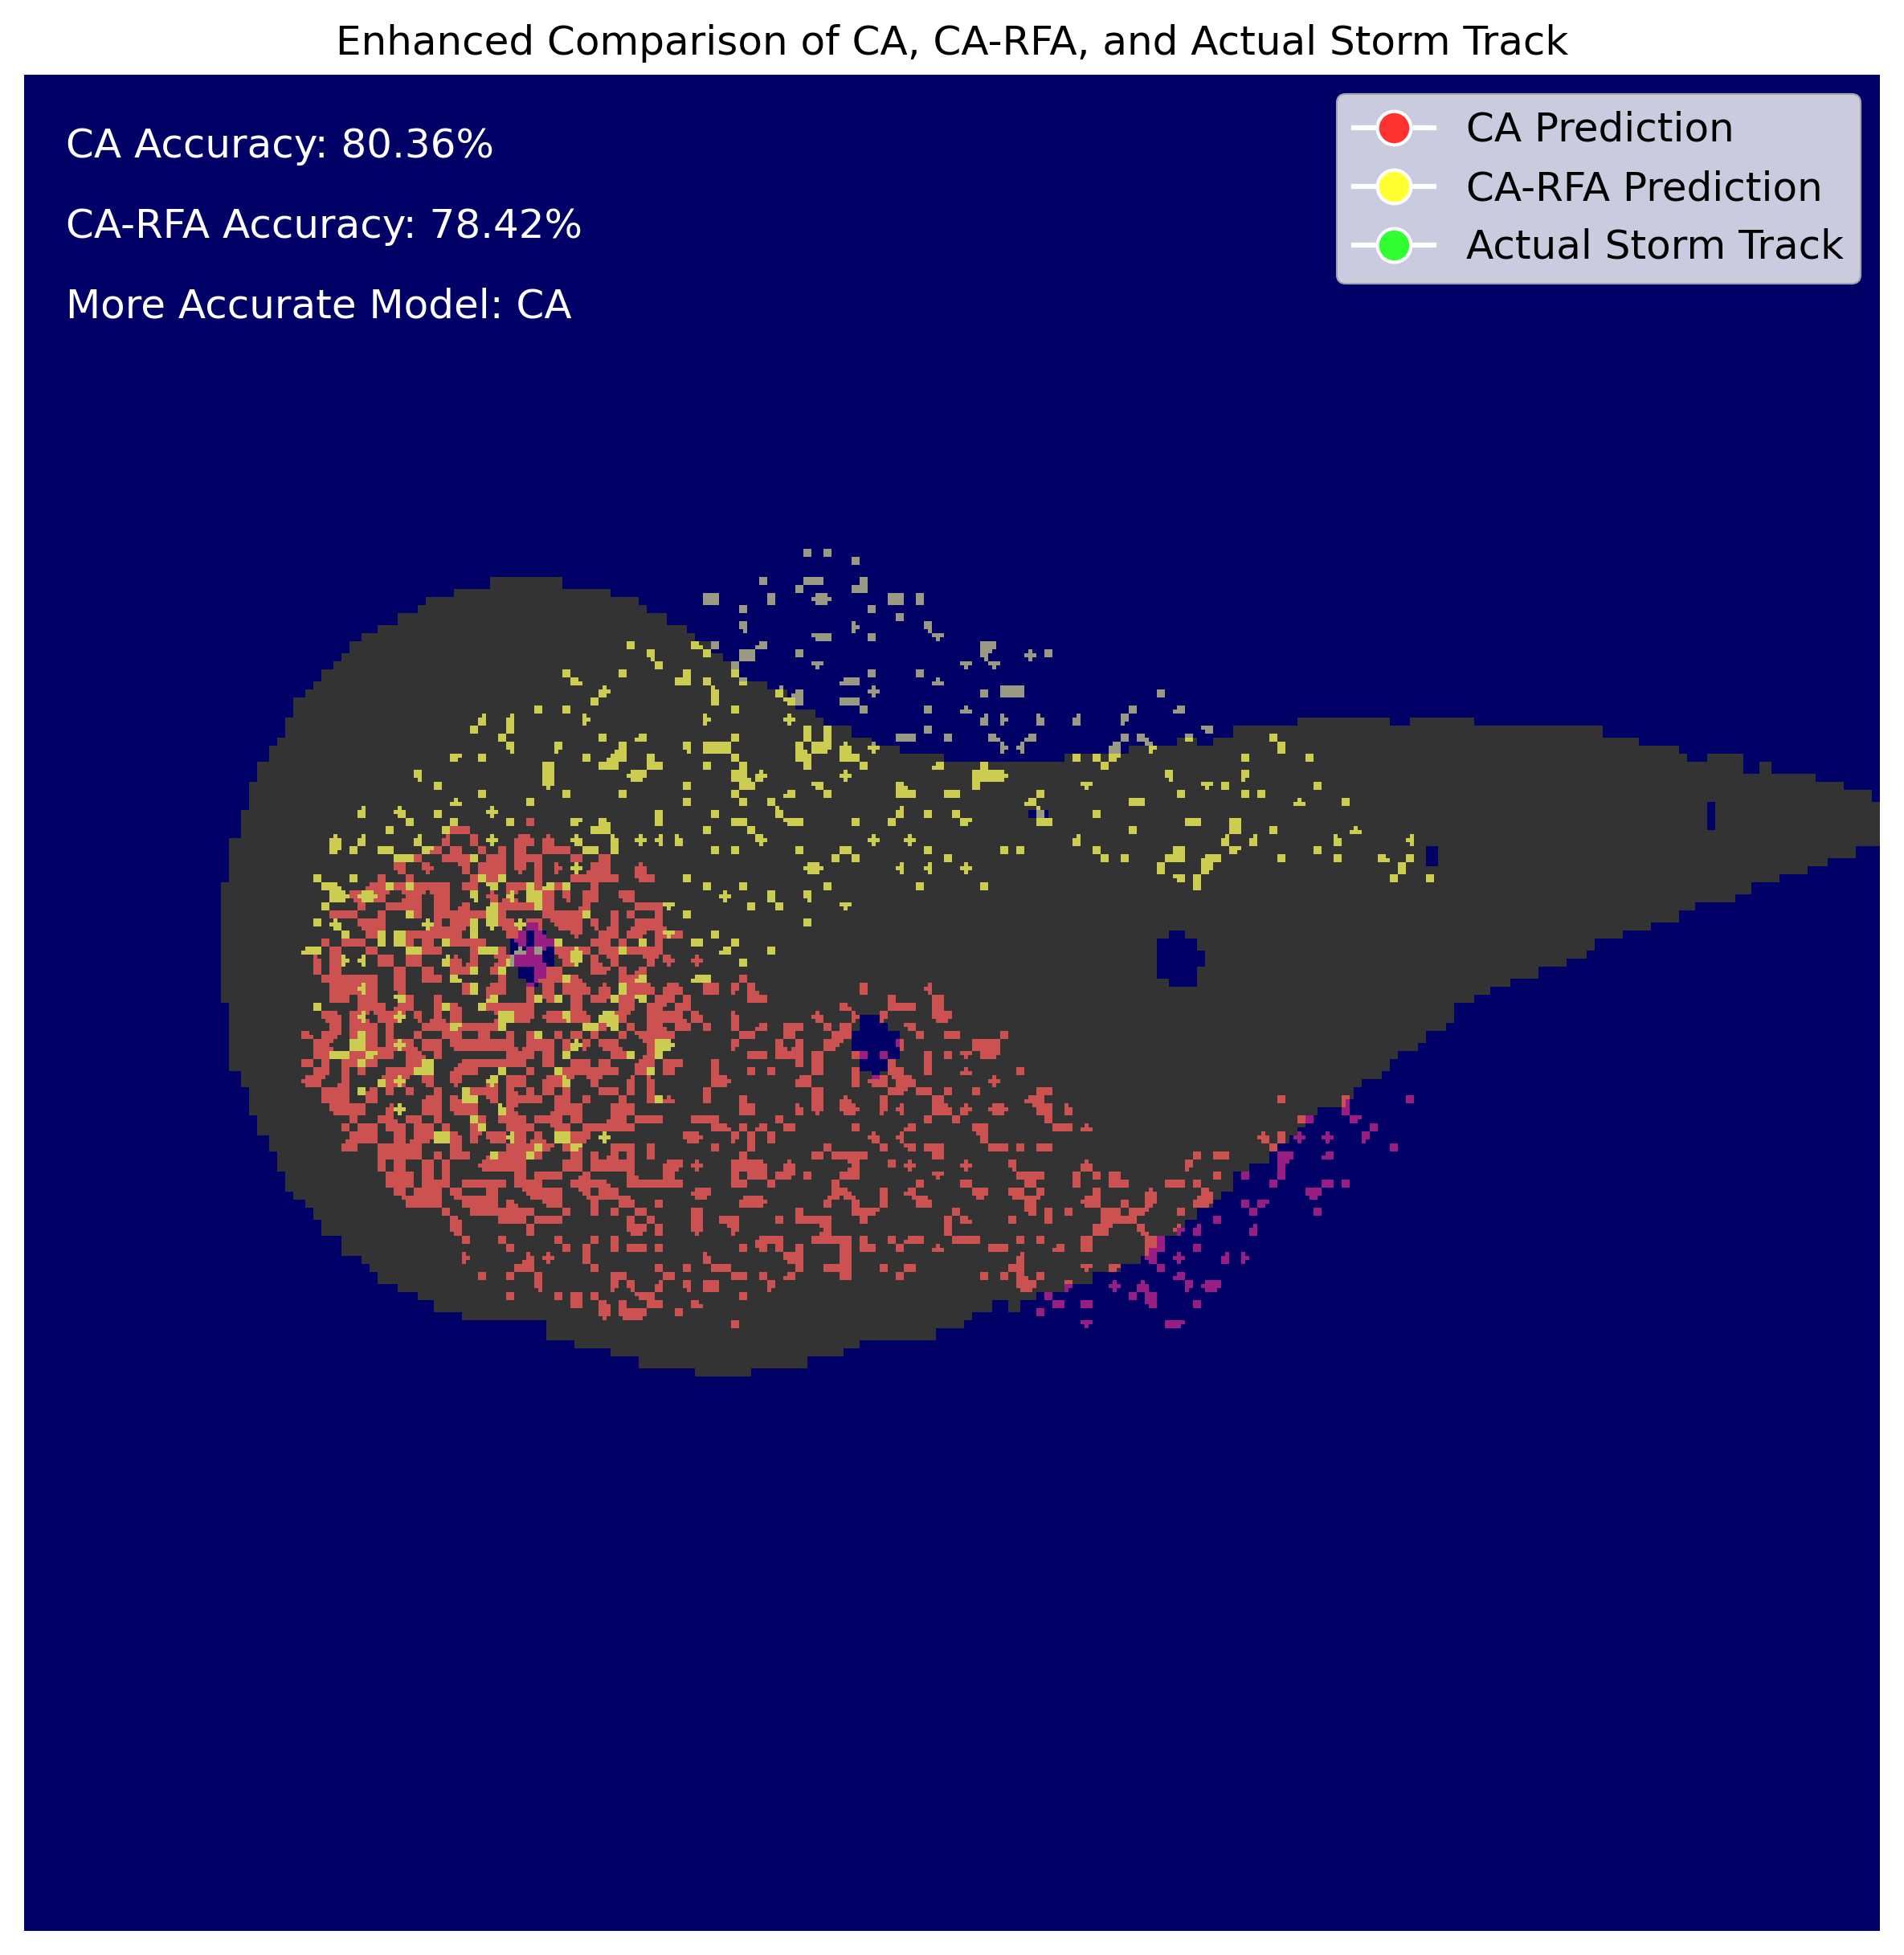 Enhanced Comparison of CA, CA-RFA, and Actual Storm Track
CA Accuracy: 80.36%
CA-RFA Accuracy: 78.42%
More Accurate Model: CA
CA Prediction
CA-RFA Prediction
Actual Storm Track